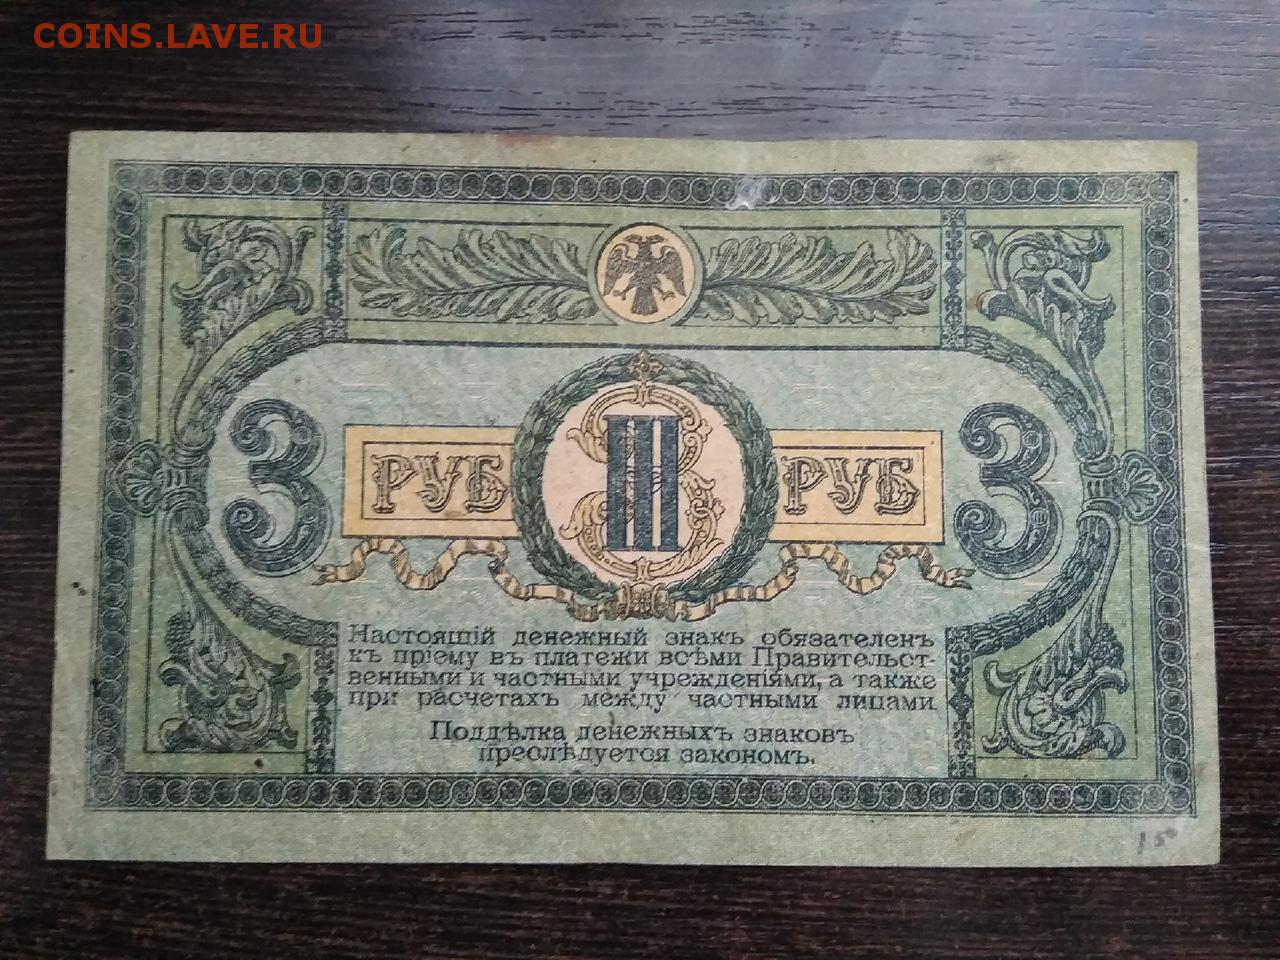 COINS.LAVE.RU
3 РУБ III РУБ 3
Настоящій денежный знакъ обязателенъ
къ пріему въ платежи всѣми Правительст-
венными и частными учрежденіями, а также
при расчетахъ между частными лицами.
Поддѣлка денежныхъ знаковъ
преслѣдуется закономъ.